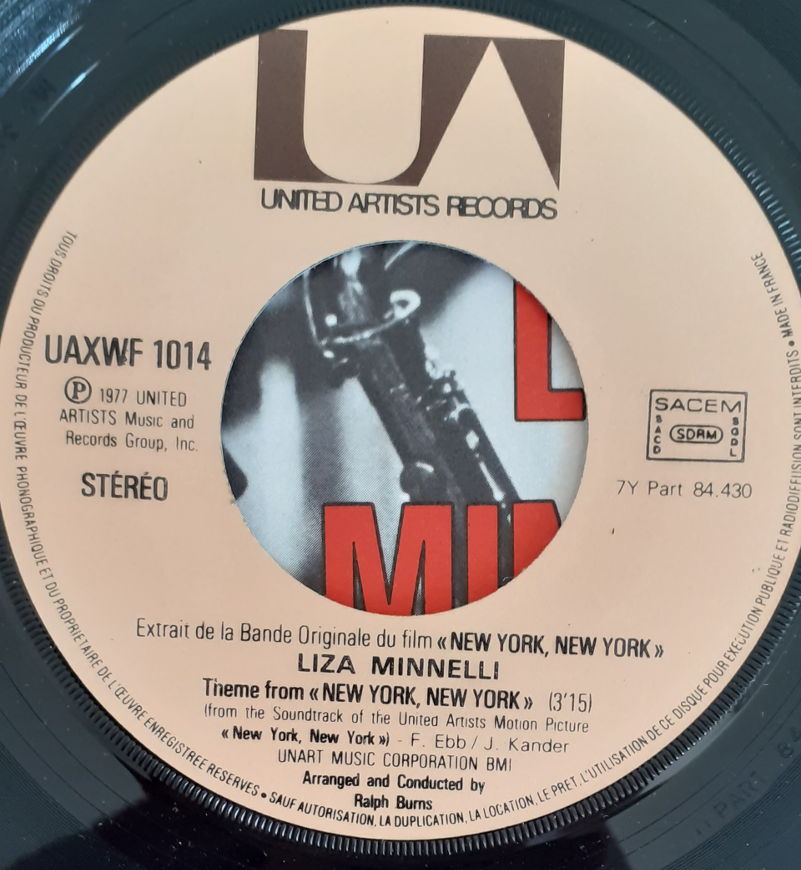 UA
UNITED ARTISTS RECORDS
UAXWF 1014
Ⓟ 1977 UNITED
ARTISTS Music and
Records Group, Inc.
STÉRÉO
SACEM
SACD
SDRM
SGDL
7Y Part 84.430
L
MIN
Extrait de la Bande Originale du film « NEW YORK, NEW YORK »
LIZA MINNELLI
Theme from « NEW YORK, NEW YORK » (3'15)
(from the Soundtrack of the United Artists Motion Picture
« New York, New York ») - F. Ebb / J. Kander
UNART MUSIC CORPORATION BMI
Arranged and Conducted by
Ralph Burns
TOUS DROITS DU PRODUCTEUR DE L'ŒUVRE PHONOGRAPHIQUE ET DU PROPRIETAIRE DE L'ŒUVRE ENREGISTREE RESERVES • SAUF AUTORISATION, LA DUPLICATION, LA LOCATION, LE PRET, L'UTILISATION DE CE DISQUE POUR EXECUTION PUBLIQUE ET RADIODIFFUSION SONT INTERDITS • MADE IN FRANCE